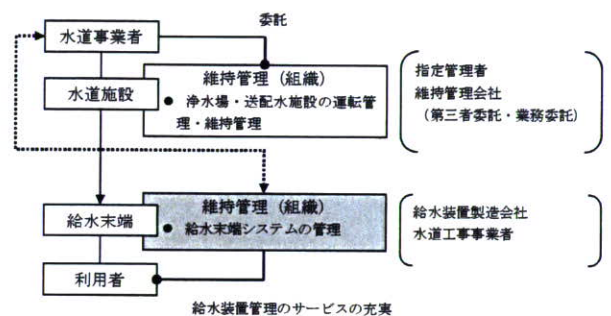 委託
水道事業者
維持管理（組織）
水道施設
● 浄水場・送配水施設の運転管
理・維持管理
指定管理者
維持管理会社
（第三者委託・業務委託）
維持管理（組織）
給水末端
● 給水末端システムの管理
給水装置製造会社
水道工事事業者
利用者
給水装置管理のサービスの充実